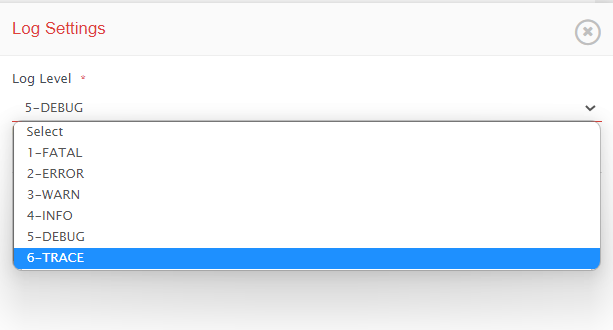 Log Settings
Log Level *
5-DEBUG
Select
1-FATAL
2-ERROR
3-WARN
4-INFO
5-DEBUG
6-TRACE